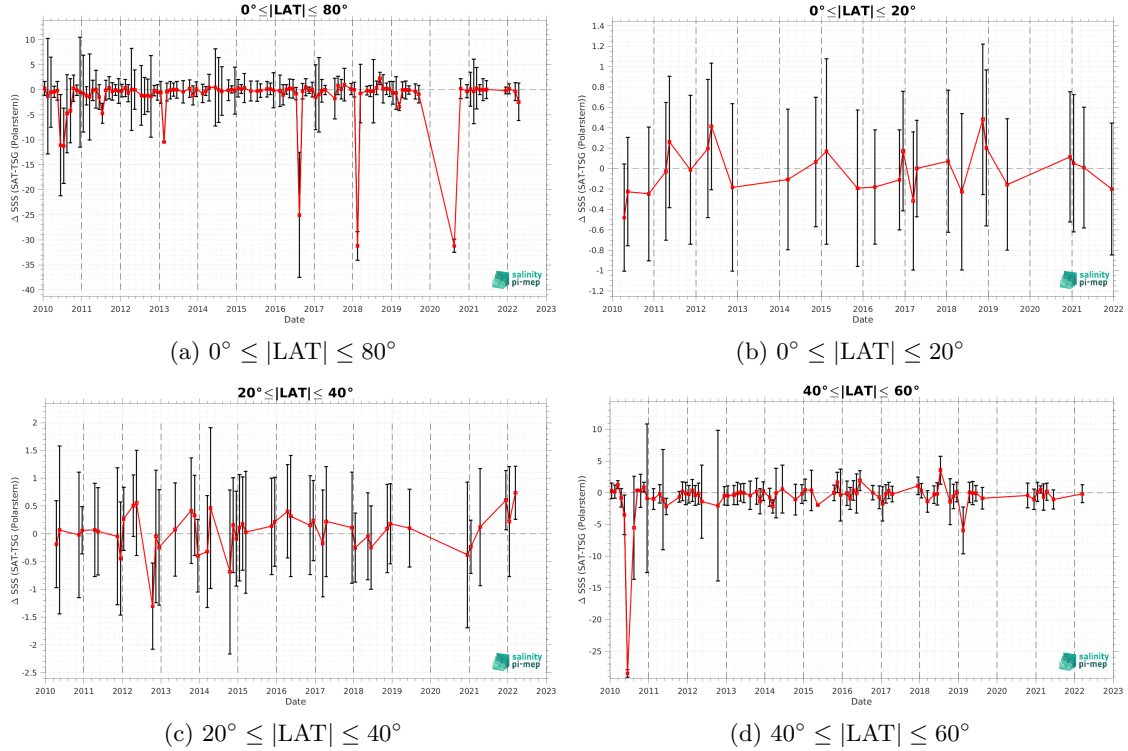 0°≤|LAT|≤ 80°
Δ SSS (SAT-TSG (Polarstern))
10
5
0
-5
-10
-15
-20
-25
-30
-35
-40
2010 2011 2012 2013 2014 2015 2016 2017 2018 2019 2020 2021 2022 2023
Date
salinity
pi-mep
(a) 0° ≤ |LAT| ≤ 80°
0°≤|LAT|≤ 20°
Δ SSS (SAT-TSG (Polarstern))
1.4
1.2
1
0.8
0.6
0.4
0.2
0
-0.2
-0.4
-0.6
-0.8
-1
-1.2
2010 2011 2012 2013 2014 2015 2016 2017 2018 2019 2020 2021 2022
Date
salinity
pi-mep
(b) 0° ≤ |LAT| ≤ 20°
20°≤|LAT|≤ 40°
Δ SSS (SAT-TSG (Polarstern))
2
1.5
1
0.5
0
-0.5
-1
-1.5
-2
-2.5
2010 2011 2012 2013 2014 2015 2016 2017 2018 2019 2020 2021 2022 2023
Date
salinity
pi-mep
(c) 20° ≤ |LAT| ≤ 40°
40°≤|LAT|≤ 60°
Δ SSS (SAT-TSG (Polarstern))
10
5
0
-5
-10
-15
-20
-25
2010 2011 2012 2013 2014 2015 2016 2017 2018 2019 2020 2021 2022 2023
Date
salinity
pi-mep
(d) 40° ≤ |LAT| ≤ 60°